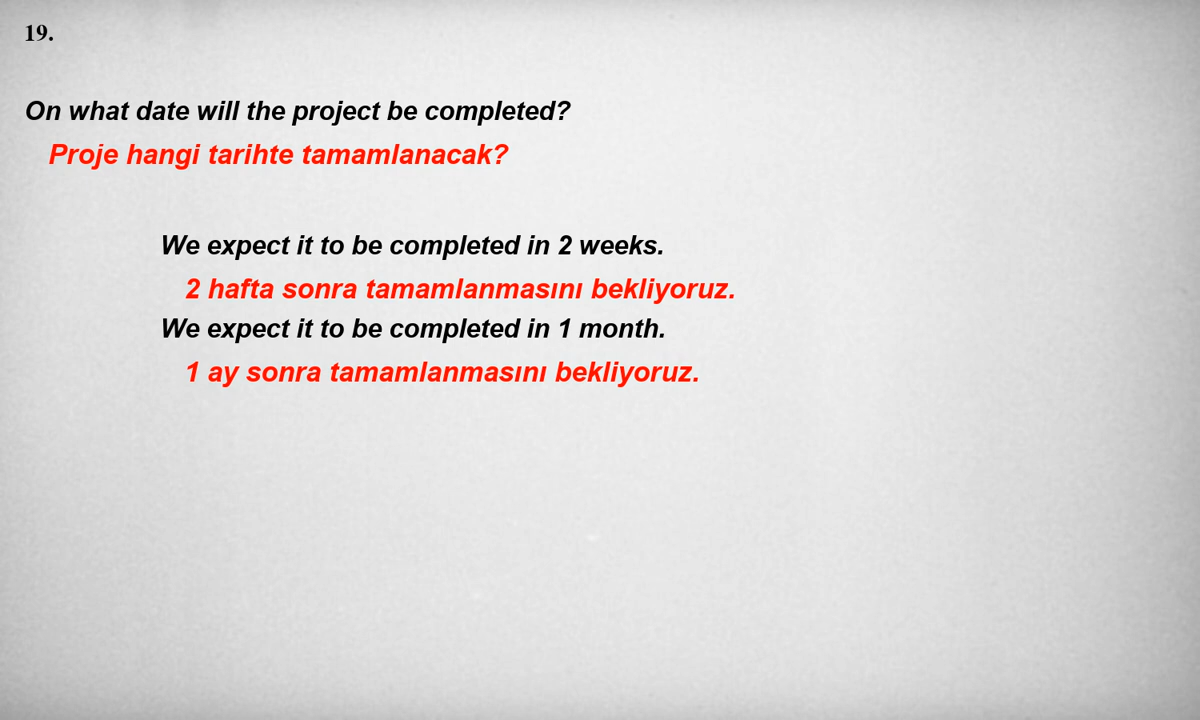 19.
On what date will the project be completed?
Proje hangi tarihte tamamlanacak?
We expect it to be completed in 2 weeks.
2 hafta sonra tamamlanmasını bekliyoruz.
We expect it to be completed in 1 month.
1 ay sonra tamamlanmasını bekliyoruz.